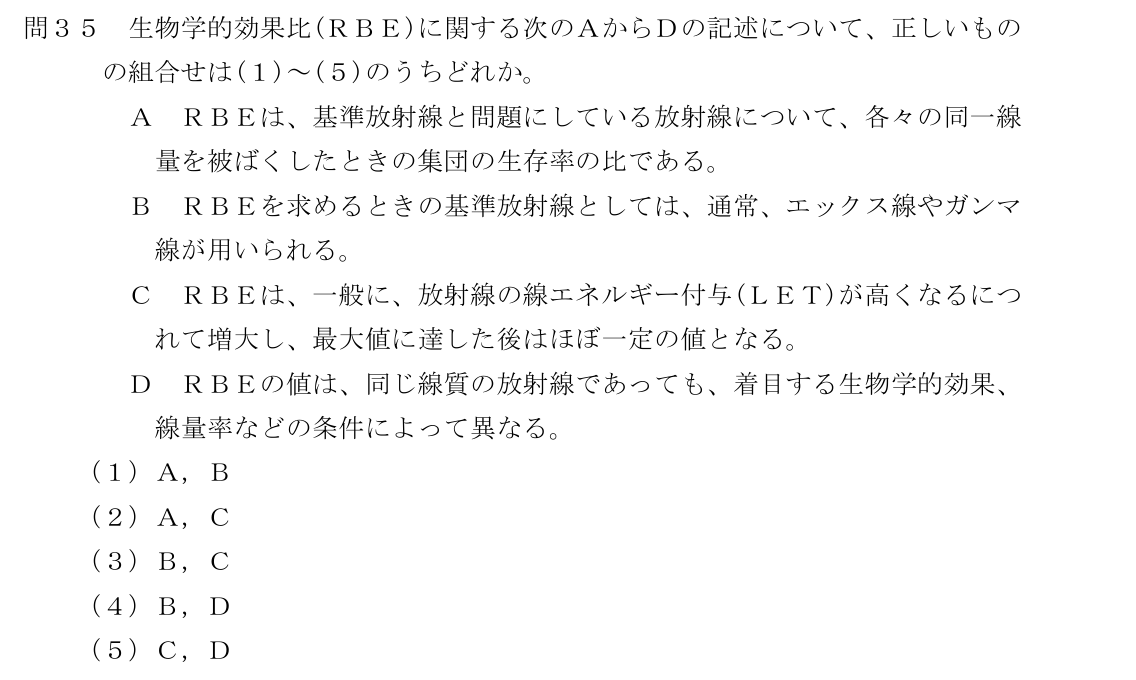 問３５　生物学的効果比(ＲＢＥ)に関する次のＡからＤの記述について、正しいもの
の組合せは(１)～(５)のうちどれか。
Ａ　ＲＢＥは、基準放射線と問題にしている放射線について、各々の同一線
量を被ばくしたときの集団の生存率の比である。
Ｂ　ＲＢＥを求めるときの基準放射線としては、通常、エックス線やガンマ
線が用いられる。
Ｃ　ＲＢＥは、一般に、放射線の線エネルギー付与(ＬＥＴ)が高くなるにつ
れて増大し、最大値に達した後はほぼ一定の値となる。
Ｄ　ＲＢＥの値は、同じ線質の放射線であっても、着目する生物学的効果、
線量率などの条件によって異なる。
(１) Ａ，Ｂ
(２) Ａ，Ｃ
(３) Ｂ，Ｃ
(４) Ｂ，Ｄ
(５) Ｃ，Ｄ